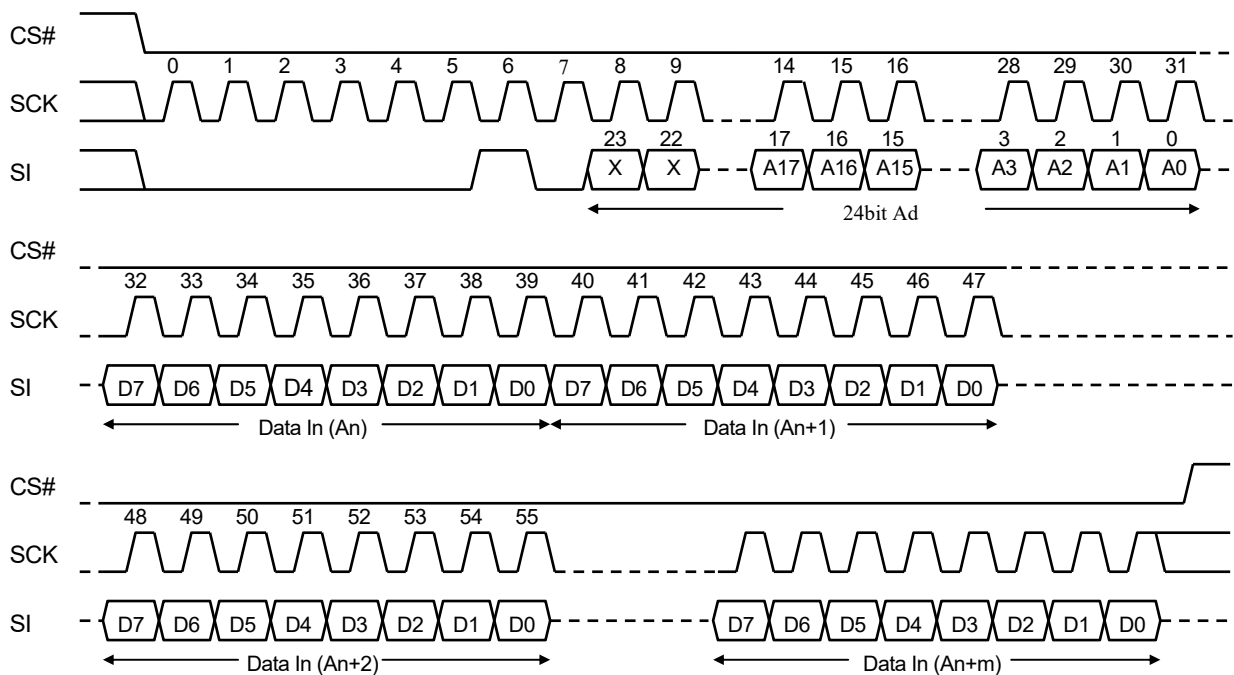 CS#
0 1 2 3 4 5 6 7 8 9 14 15 16 28 29 30 31
SCK
23 22 17 16 15 3 2 1 0
SI X X A17 A16 A15 A3 A2 A1 A0
24bit Ad
CS#
32 33 34 35 36 37 38 39 40 41 42 43 44 45 46 47
SCK
SI D7 D6 D5 D4 D3 D2 D1 D0 D7 D6 D5 D4 D3 D2 D1 D0
Data In (An) Data In (An+1)
CS#
48 49 50 51 52 53 54 55
SCK
SI D7 D6 D5 D4 D3 D2 D1 D0 D7 D6 D5 D4 D3 D2 D1 D0
Data In (An+2) Data In (An+m)